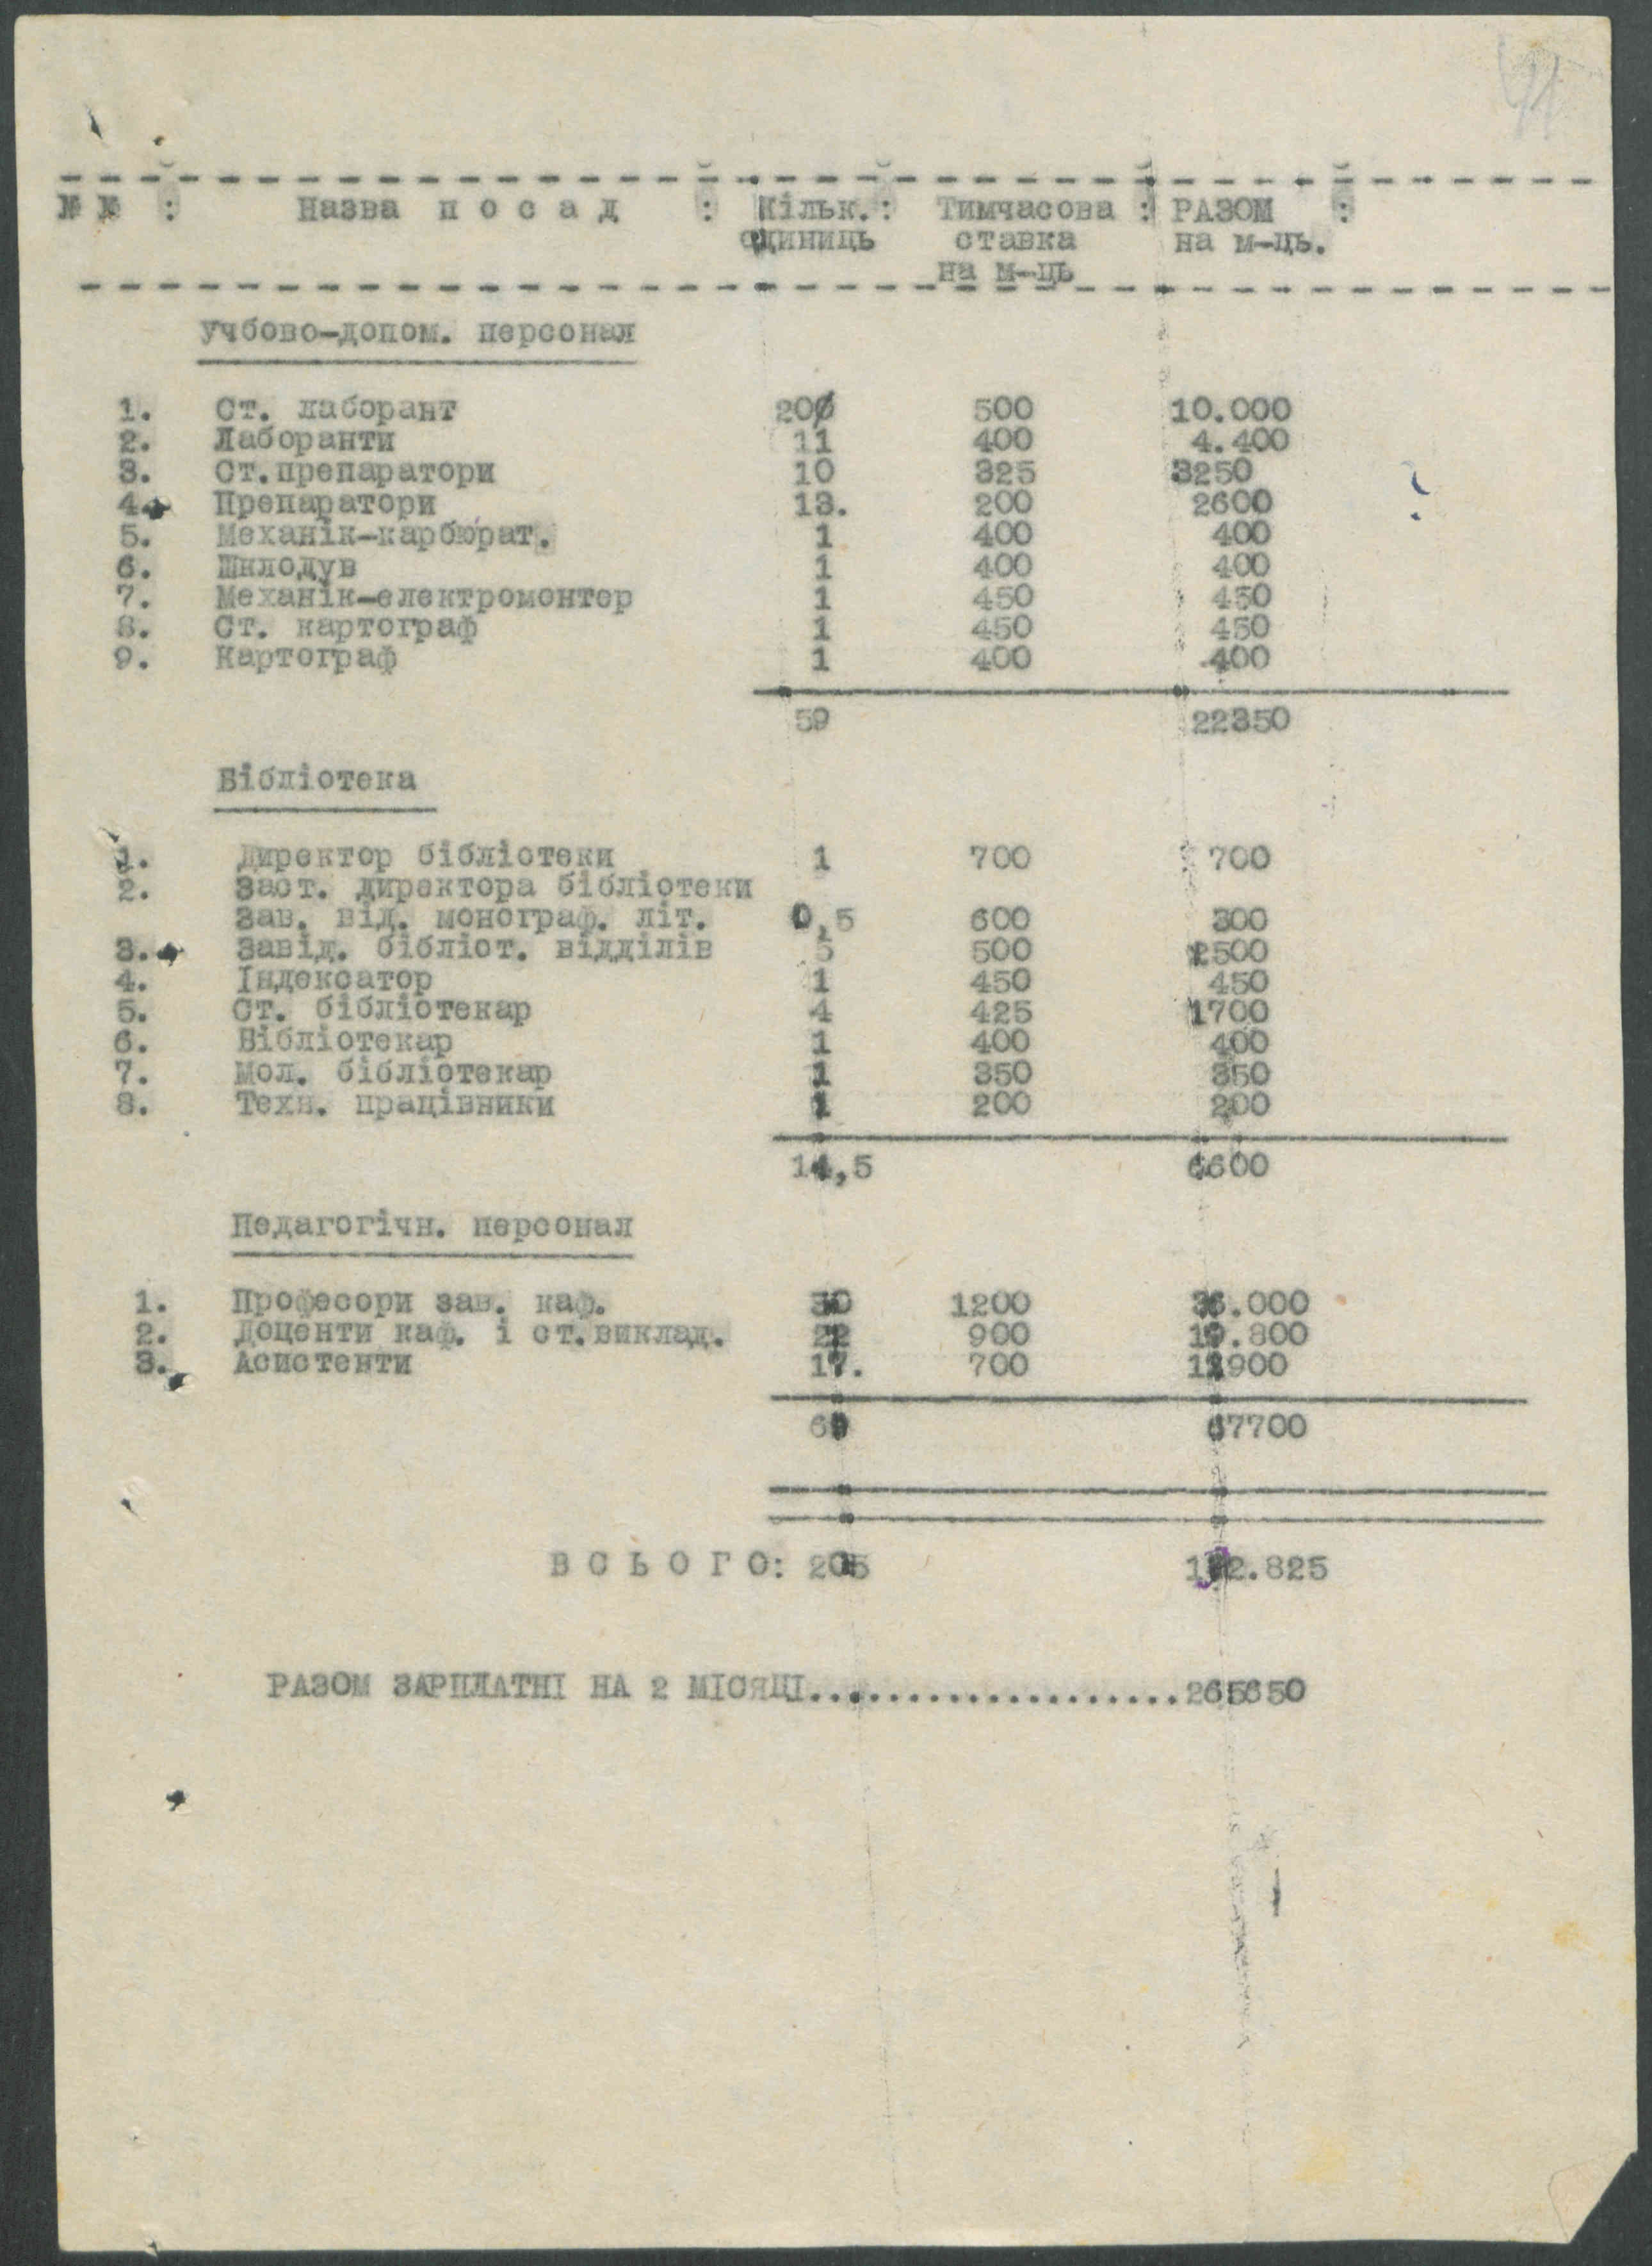 №№ : Назва п о с а д : Кільк.: Тимчасова : РАЗОМ :
одиниць ставка на м-ць.
на м-ць
Учбово-допом. персонал
1. Ст. лаборант 200 500 10.000
2. Лаборанти 11 400 4.400
3. Ст.препаратори 10 325 3250
4. Препаратори 13. 200 2600
5. Механік-карбюрат. 1 400 400
6. Шклодув 1 400 400
7. Механік-електромонтер 1 450 450
8. Ст. картограф 1 450 450
9. Картограф 1 400 400
59 22350
Бібліотека
1. Директор бібліотеки 1 700 700
2. Заст. директора бібліотеки
Зав. від. монограф. літ. 0,5 600 300
3. Завід. бібліот. відділів 5 500 2500
4. Індексатор 1 450 450
5. Ст. бібліотекар 4 425 1700
6. Бібліотекар 1 400 400
7. Мол. бібліотекар 1 350 350
8. Техн. працівники 1 200 200
14,5 6600
Педагогічн. персонал
1. Професори зав. каф. 30 1200 36.000
2. Доценти каф. і ст.виклад. 22 900 19.800
3. Асистенти 17. 700 11900
69 67700
В С Ь О Г О: 205 132.825
РАЗОМ ЗАРПЛАТНІ НА 2 МІСЯЦІ...................265650